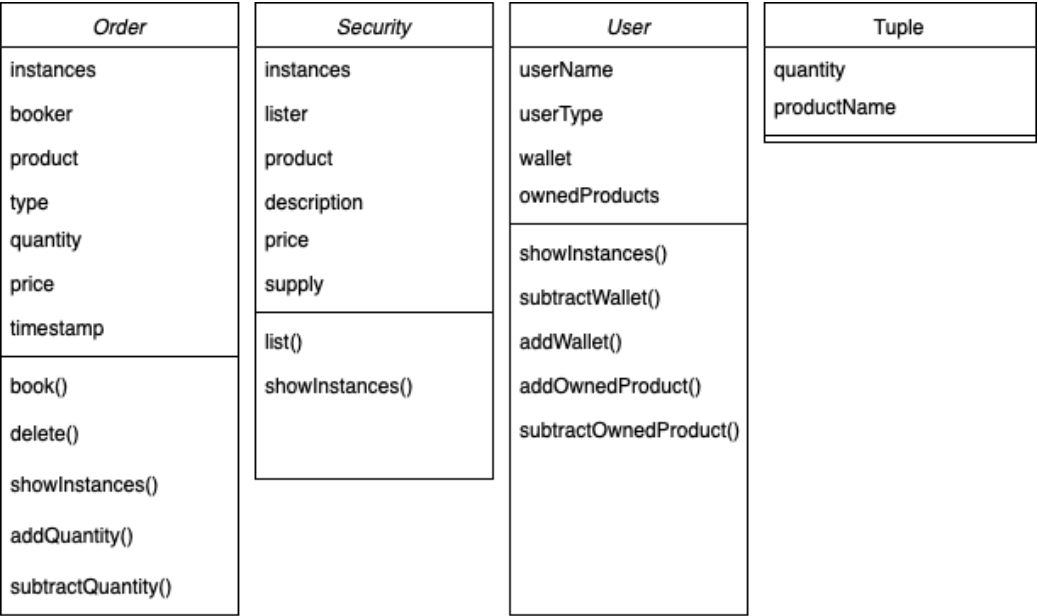 Order
instances
booker
product
type
quantity
price
timestamp
book()
delete()
showInstances()
addQuantity()
subtractQuantity()
Security
instances
lister
product
description
price
supply
list()
showInstances()
User
userName
userType
wallet
ownedProducts
showInstances()
subtractWallet()
addWallet()
addOwnedProduct()
subtractOwnedProduct()
Tuple
quantity
productName